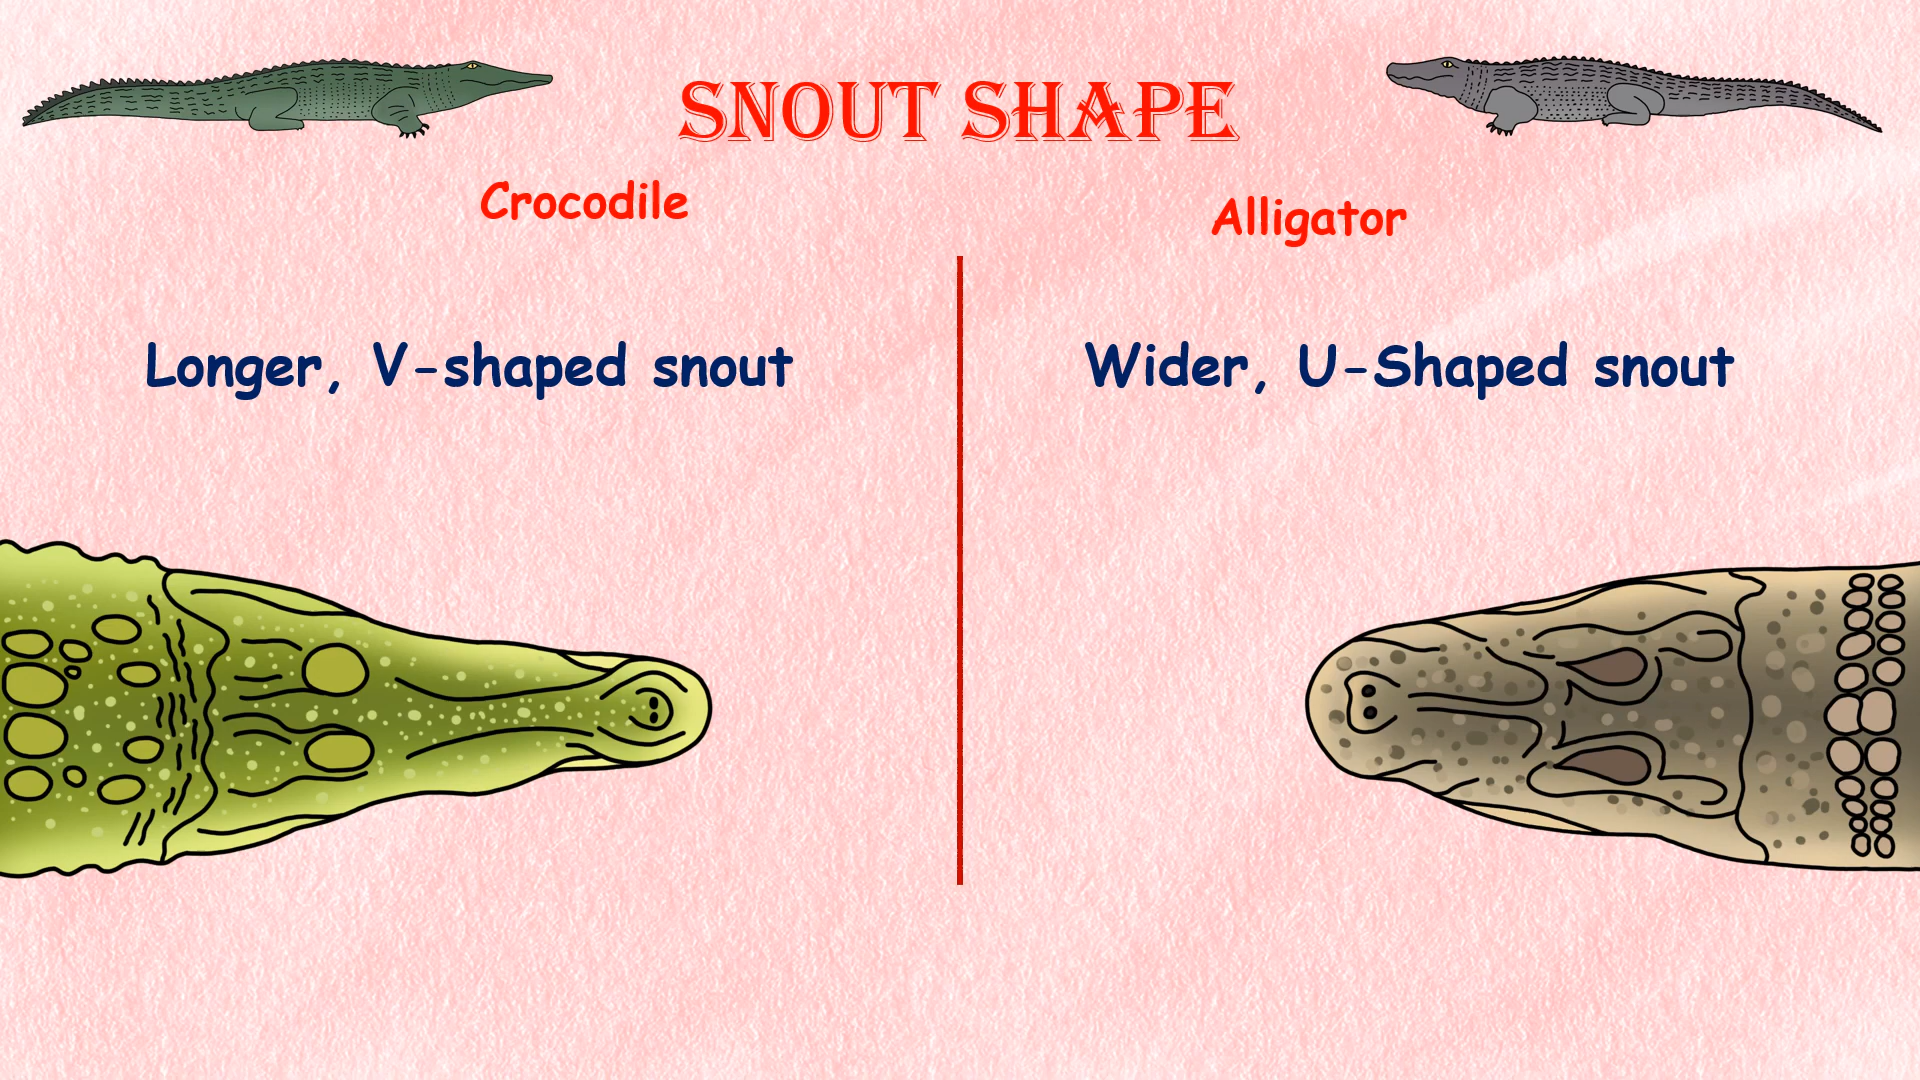 SNOUT SHAPE
Crocodile
Alligator
Longer, V-shaped snout
Wider, U-Shaped snout